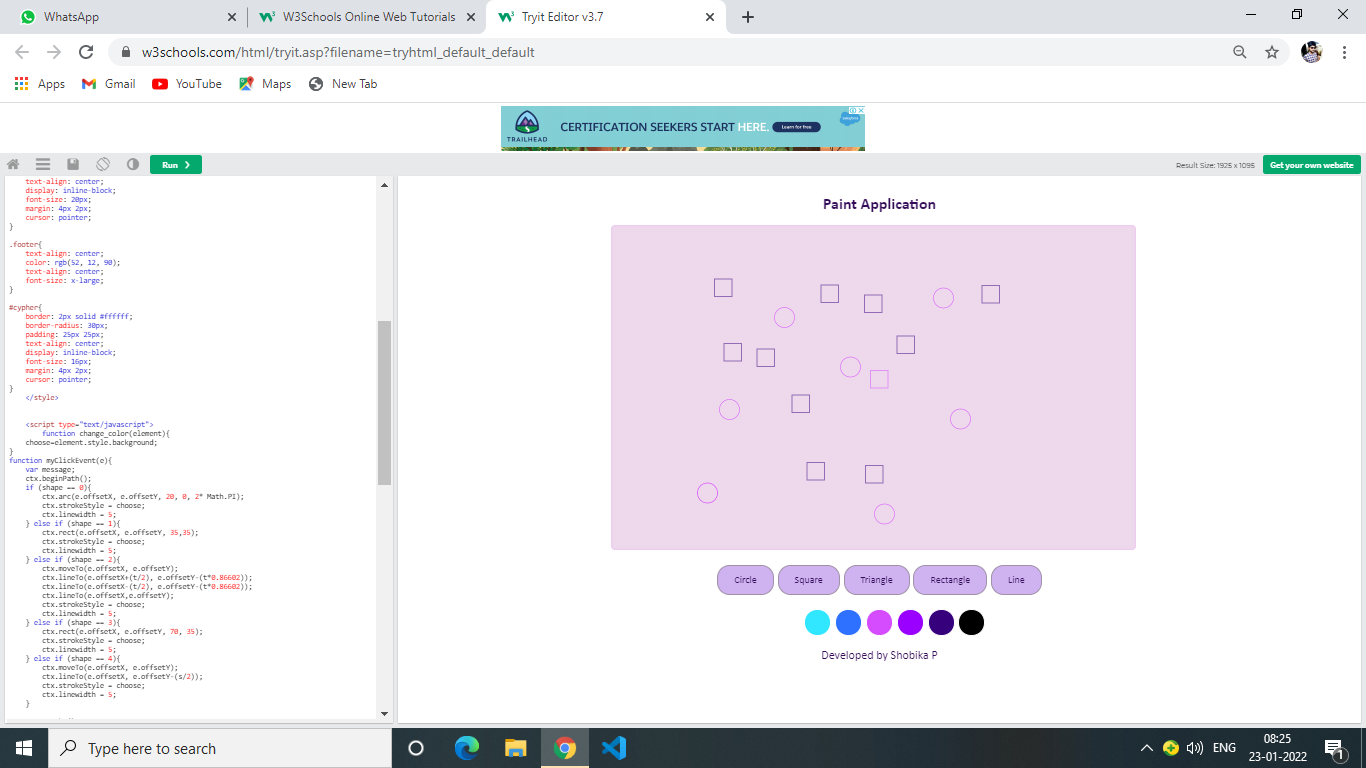 WhatsApp
W3Schools Online Web Tutorials
Tryit Editor v3.7
w3schools.com/html/tryit.asp?filename=tryhtml_default_default
Apps Gmail YouTube Maps New Tab
TRAILHEAD
CERTIFICATION SEEKERS START HERE. Learn for free
Run ❯
Result Size: 1925 x 1095
Get your own website
text-align: center;
display: inline-block;
font-size: 20px;
margin: 4px 2px;
cursor: pointer;
}
.footer{
text-align: center;
color: rgb(52, 12, 90);
text-align: center;
font-size: x-large;
}
#cypher{
border: 2px solid #ffffff;
border-radius: 30px;
padding: 25px 25px;
text-align: center;
display: inline-block;
font-size: 16px;
margin: 4px 2px;
cursor: pointer;
}
</style>
<script type="text/javascript">
function change_color(element){
choose=element.style.background;
}
function myClickEvent(e){
var message;
ctx.beginPath();
if (shape == 0){
ctx.arc(e.offsetX, e.offsetY, 20, 0, 2* Math.PI);
ctx.strokeStyle = choose;
ctx.linewidth = 5;
} else if (shape == 1){
ctx.rect(e.offsetX, e.offsetY, 35,35);
ctx.strokeStyle = choose;
ctx.linewidth = 5;
} else if (shape == 2){
ctx.moveTo(e.offsetX, e.offsetY);
ctx.lineTo(e.offsetX+(t/2), e.offsetY-(t*0.86602));
ctx.lineTo(e.offsetX-(t/2), e.offsetY-(t*0.86602));
ctx.lineTo(e.offsetX,e.offsetY);
ctx.strokeStyle = choose;
ctx.linewidth = 5;
} else if (shape == 3){
ctx.rect(e.offsetX, e.offsetY, 70, 35);
ctx.strokeStyle = choose;
ctx.linewidth = 5;
} else if (shape == 4){
ctx.moveTo(e.offsetX, e.offsetY);
ctx.lineTo(e.offsetX, e.offsetY-(s/2));
ctx.strokeStyle = choose;
ctx.linewidth = 5;
}
Paint Application
Circle Square Triangle Rectangle Line
Developed by Shobika P
Type here to search
ENG
08:25
23-01-2022
1